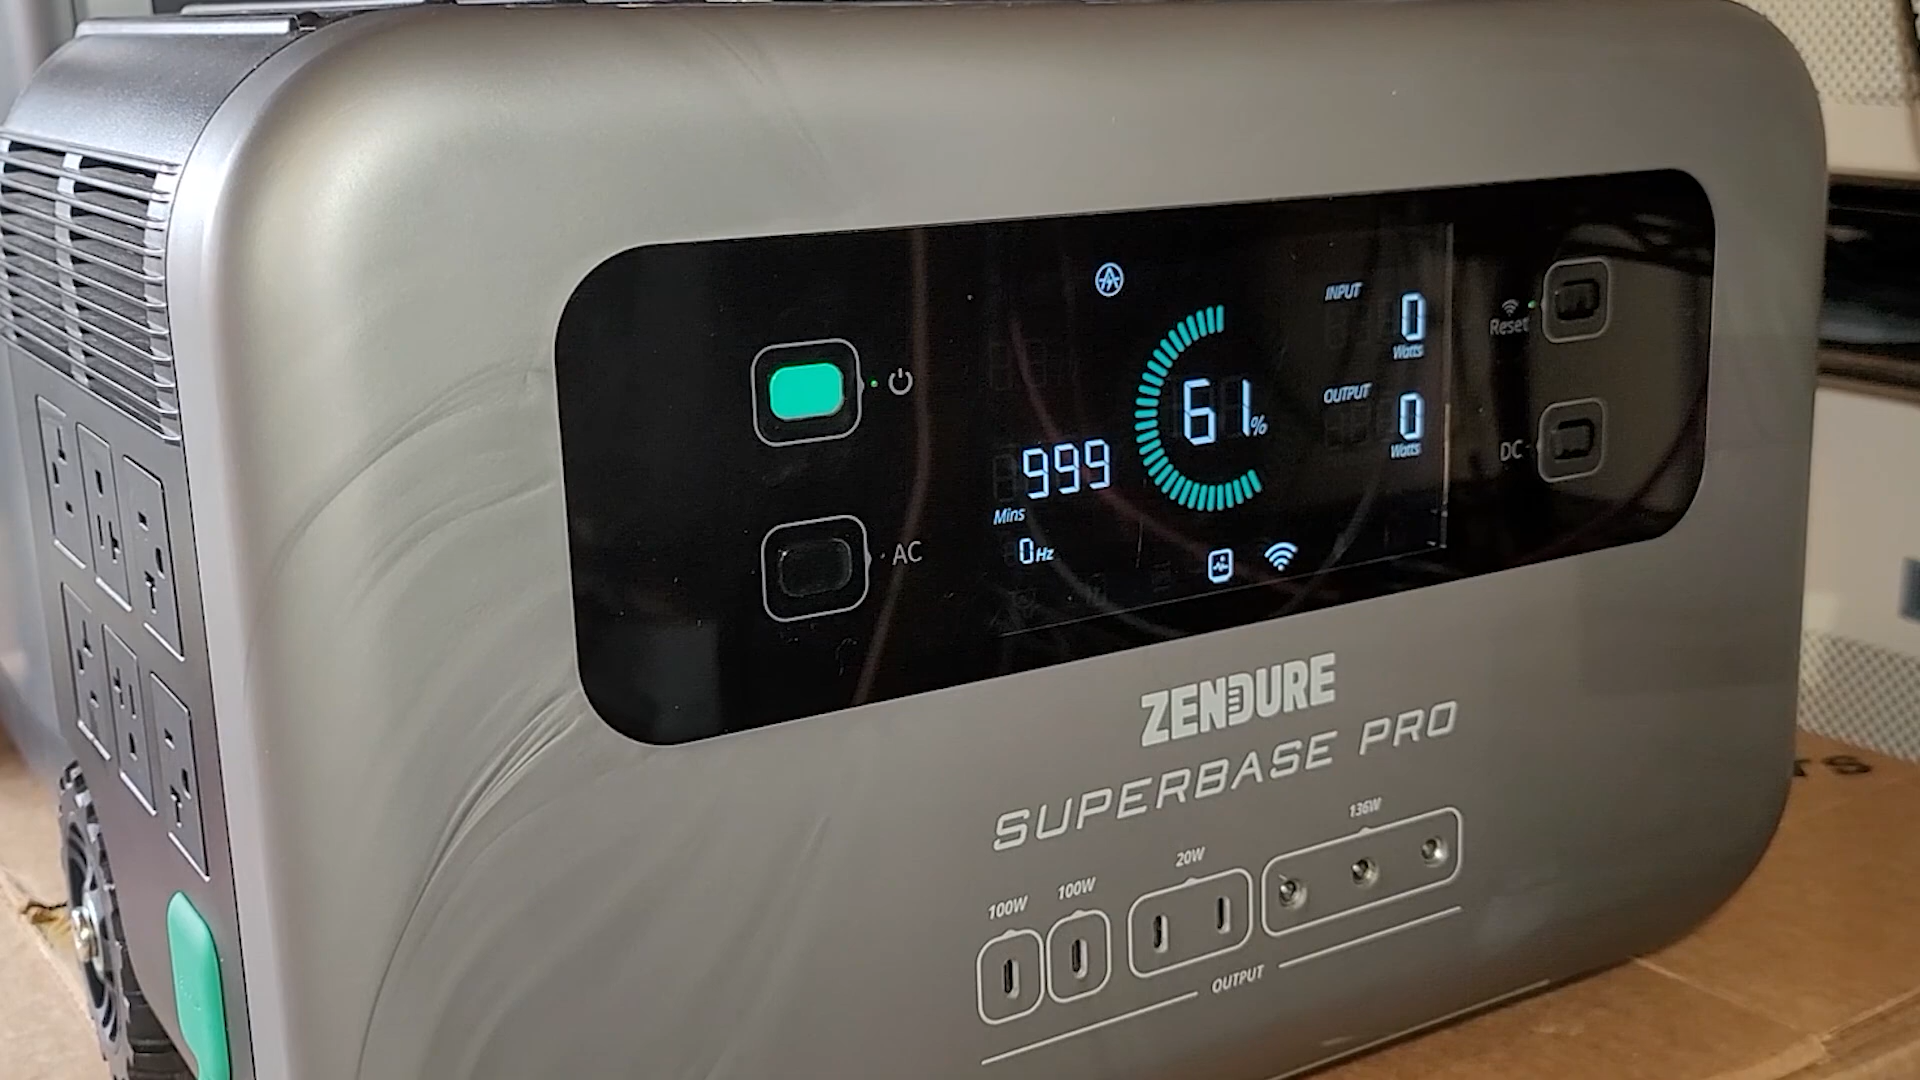 INPUT
0
Watts
Reset
61%
OUTPUT
0
Watts
DC
999
Mins
0Hz
AC
ZENDURE
SUPERBASE PRO
100W
100W
20W
136W
OUTPUT